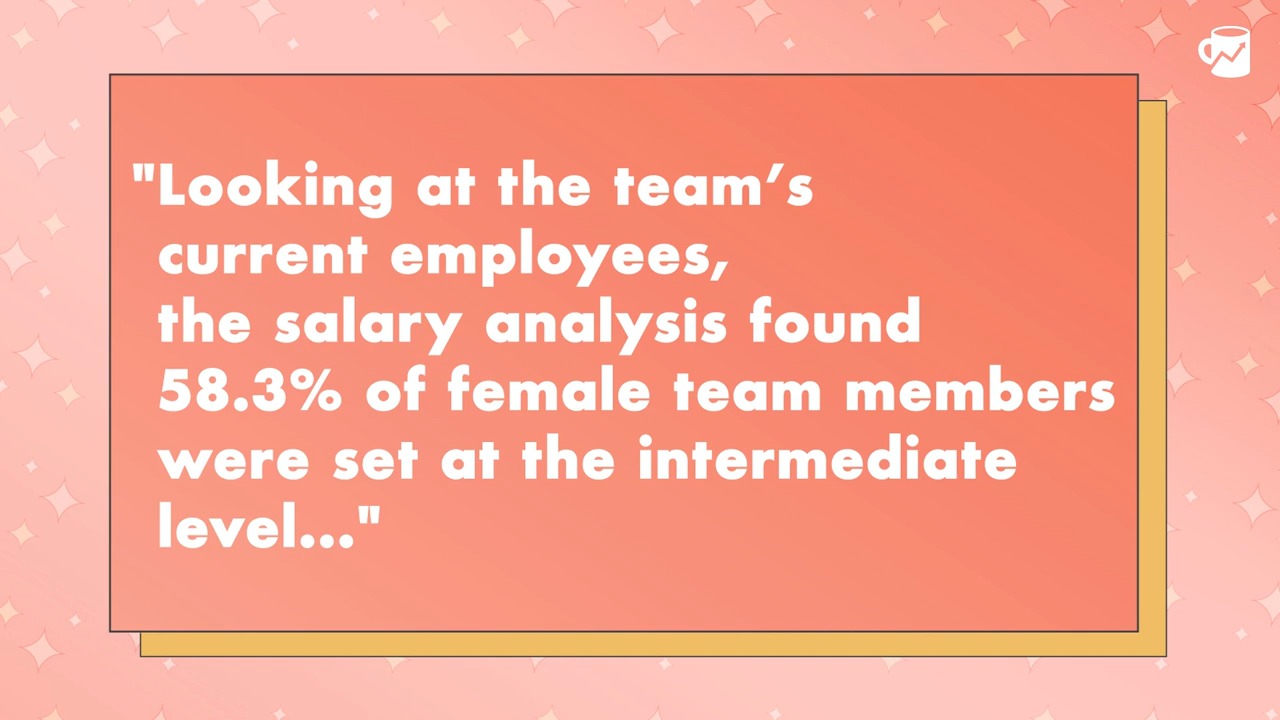 "Looking at the team’s
current employees,
the salary analysis found
58.3% of female team members
were set at the intermediate
level..."